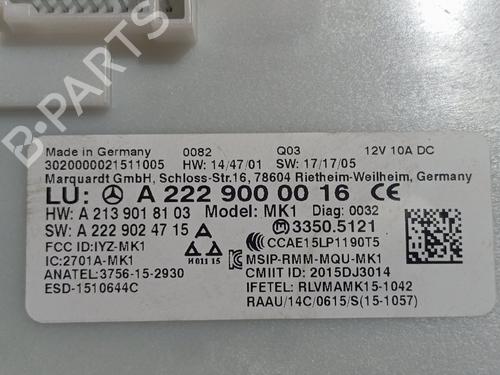 B-PARTS
Made in Germany 0082 Q03 12V 10A DC
3020000021511005 HW: 14/47/01 SW: 17/17/05
Marquardt GmbH, Schloss-Str.16, 78604 Rietheim-Weilheim, Germany
LU: A 222 900 00 16 CE
HW: A 213 901 81 03 Model: MK1 Diag: 0032
SW: A 222 902 47 15 A 3350.5121
FCC ID:IYZ-MK1 И011 15 CCAE15LP1190T5
IC:2701A-MK1 MSIP-RMM-MQU-MK1
ANATEL:3756-15-2930 CMIIT ID: 2015DJ3014
ESD-1510644C IFETEL: RLVMAMK15-1042
RAAU/14C/0615/S(15-1057)